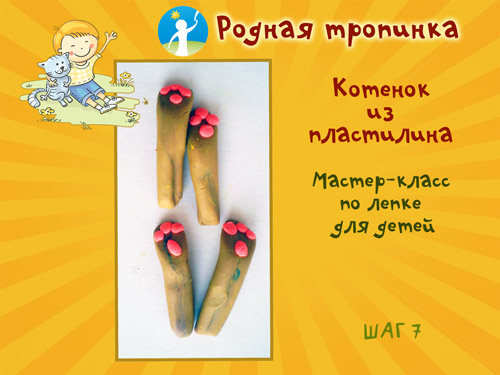 Родная тропинка
Котенок
из
пластилина
Мастер-класс
по лепке
для детей
ШАГ 7